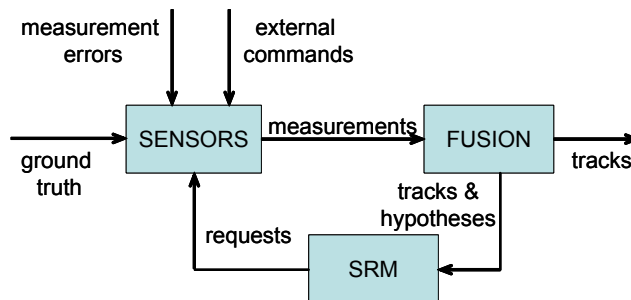 measurement
errors
external
commands
SENSORS
measurements
FUSION
ground
truth
tracks
tracks &
hypotheses
requests
SRM